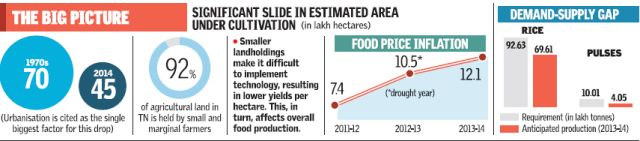 THE BIG PICTURE
SIGNIFICANT SLIDE IN ESTIMATED AREA
UNDER CULTIVATION (in lakh hectares)
1970s
70
2014
45
(Urbanisation is cited as the single
biggest factor for this drop)
92%
of agricultural land in
TN is held by small and
marginal farmers
• Smaller
landholdings
make it difficult
to implement
technology, resulting
in lower yields per
hectare. This, in
turn, affects overall
food production.
FOOD PRICE INFLATION
7.4
10.5*
12.1
(*drought year)
2011-12
2012-13
2013-14
DEMAND-SUPPLY GAP
RICE
92.63
69.61
PULSES
10.01
4.05
Requirement (in lakh tonnes)
Anticipated production (2013-14)